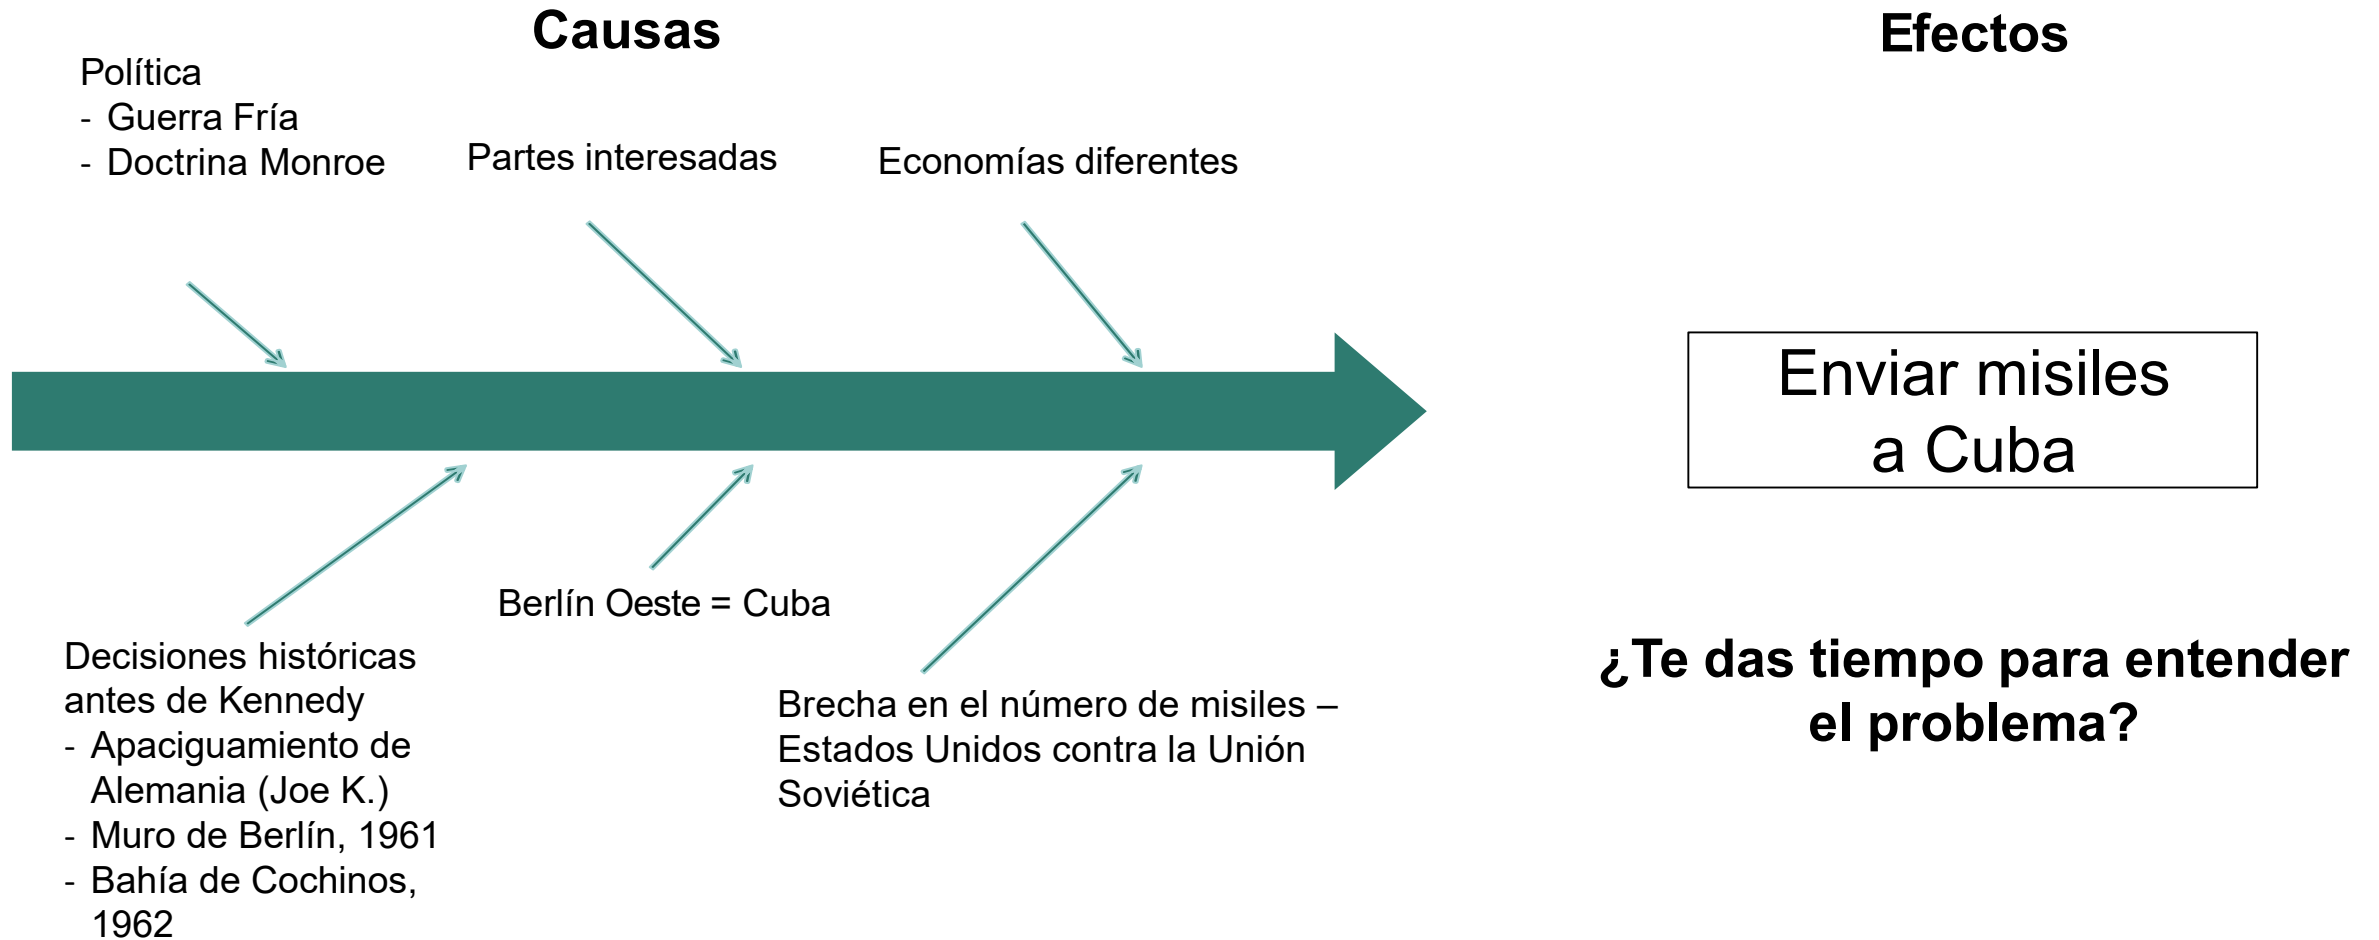 Causas
Efectos
Política
- Guerra Fría
- Doctrina Monroe
Partes interesadas
Economías diferentes
Enviar misiles
a Cuba
Berlín Oeste = Cuba
Decisiones históricas
antes de Kennedy
- Apaciguamiento de
Alemania (Joe K.)
- Muro de Berlín, 1961
- Bahía de Cochinos,
1962
Brecha en el número de misiles –
Estados Unidos contra la Unión
Soviética
¿Te das tiempo para entender
el problema?